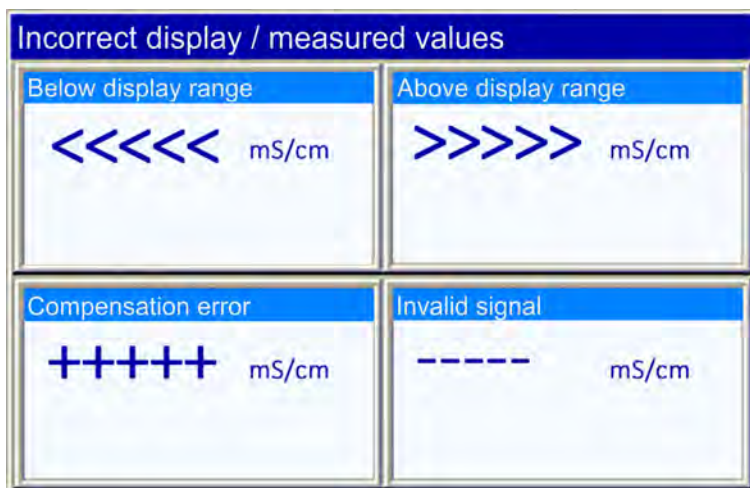 Incorrect display / measured values
Below display range
<<<<< mS/cm
Above display range
>>>>> mS/cm
Compensation error
+++++ mS/cm
Invalid signal
----- mS/cm